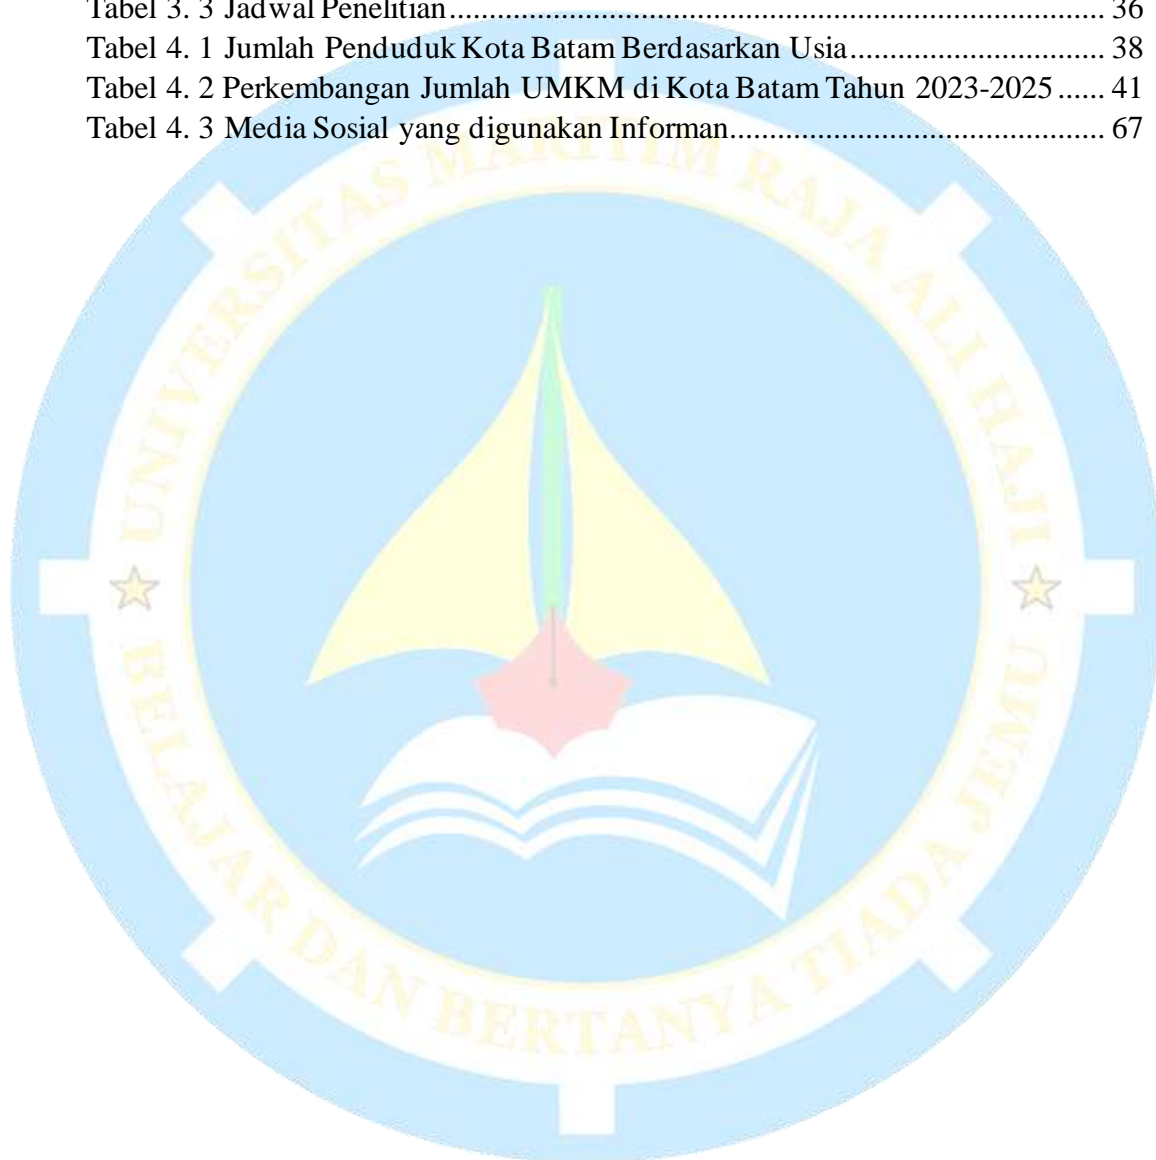 Tabel 3. 3 Jadwal Penelitian........................................................................................ 36
Tabel 4. 1 Jumlah Penduduk Kota Batam Berdasarkan Usia.................................. 38
Tabel 4. 2 Perkembangan Jumlah UMKM di Kota Batam Tahun 2023-2025...... 41
Tabel 4. 3 Media Sosial yang digunakan Informan.................................................. 67
UNIVERSITAS MARITIM RAJA ALI HAJI
BELAJAR DAN BERTANYA TIADA JEMU